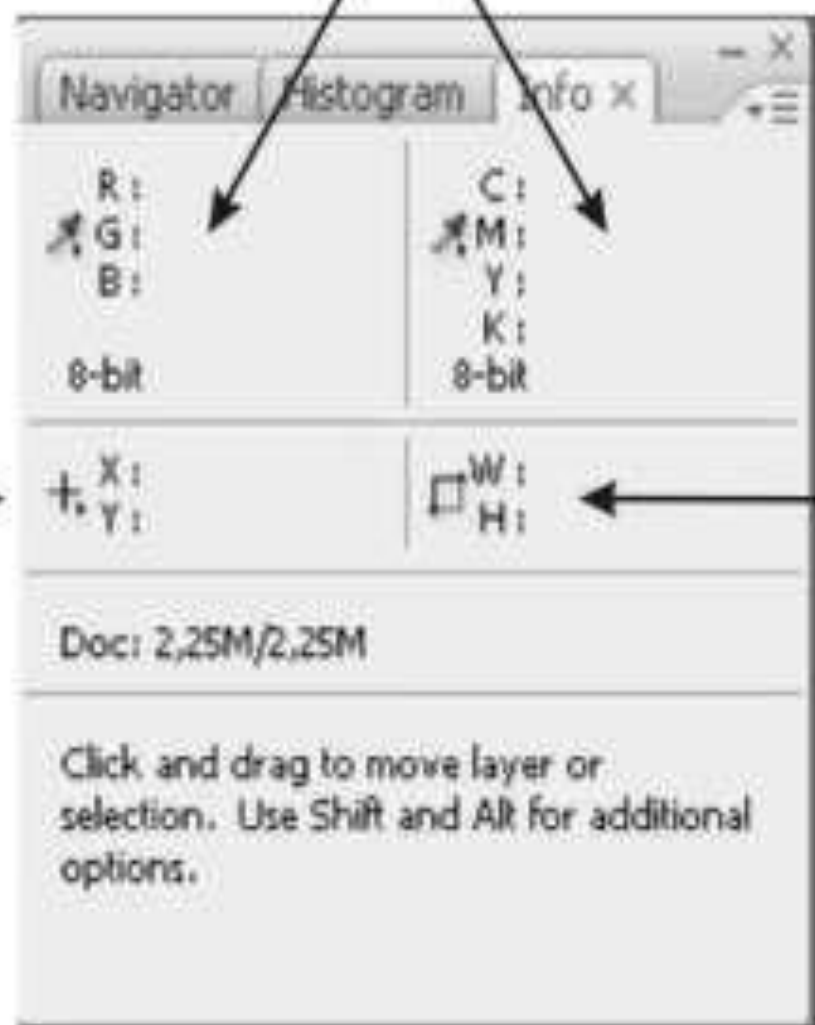 Navigator Histogram Info
R: C:
G: M:
B: Y:
K:
8-bit 8-bit
X: W:
Y: H:
Doc: 2,25M/2,25M
Click and drag to move layer or
selection. Use Shift and Alt for additional
options.